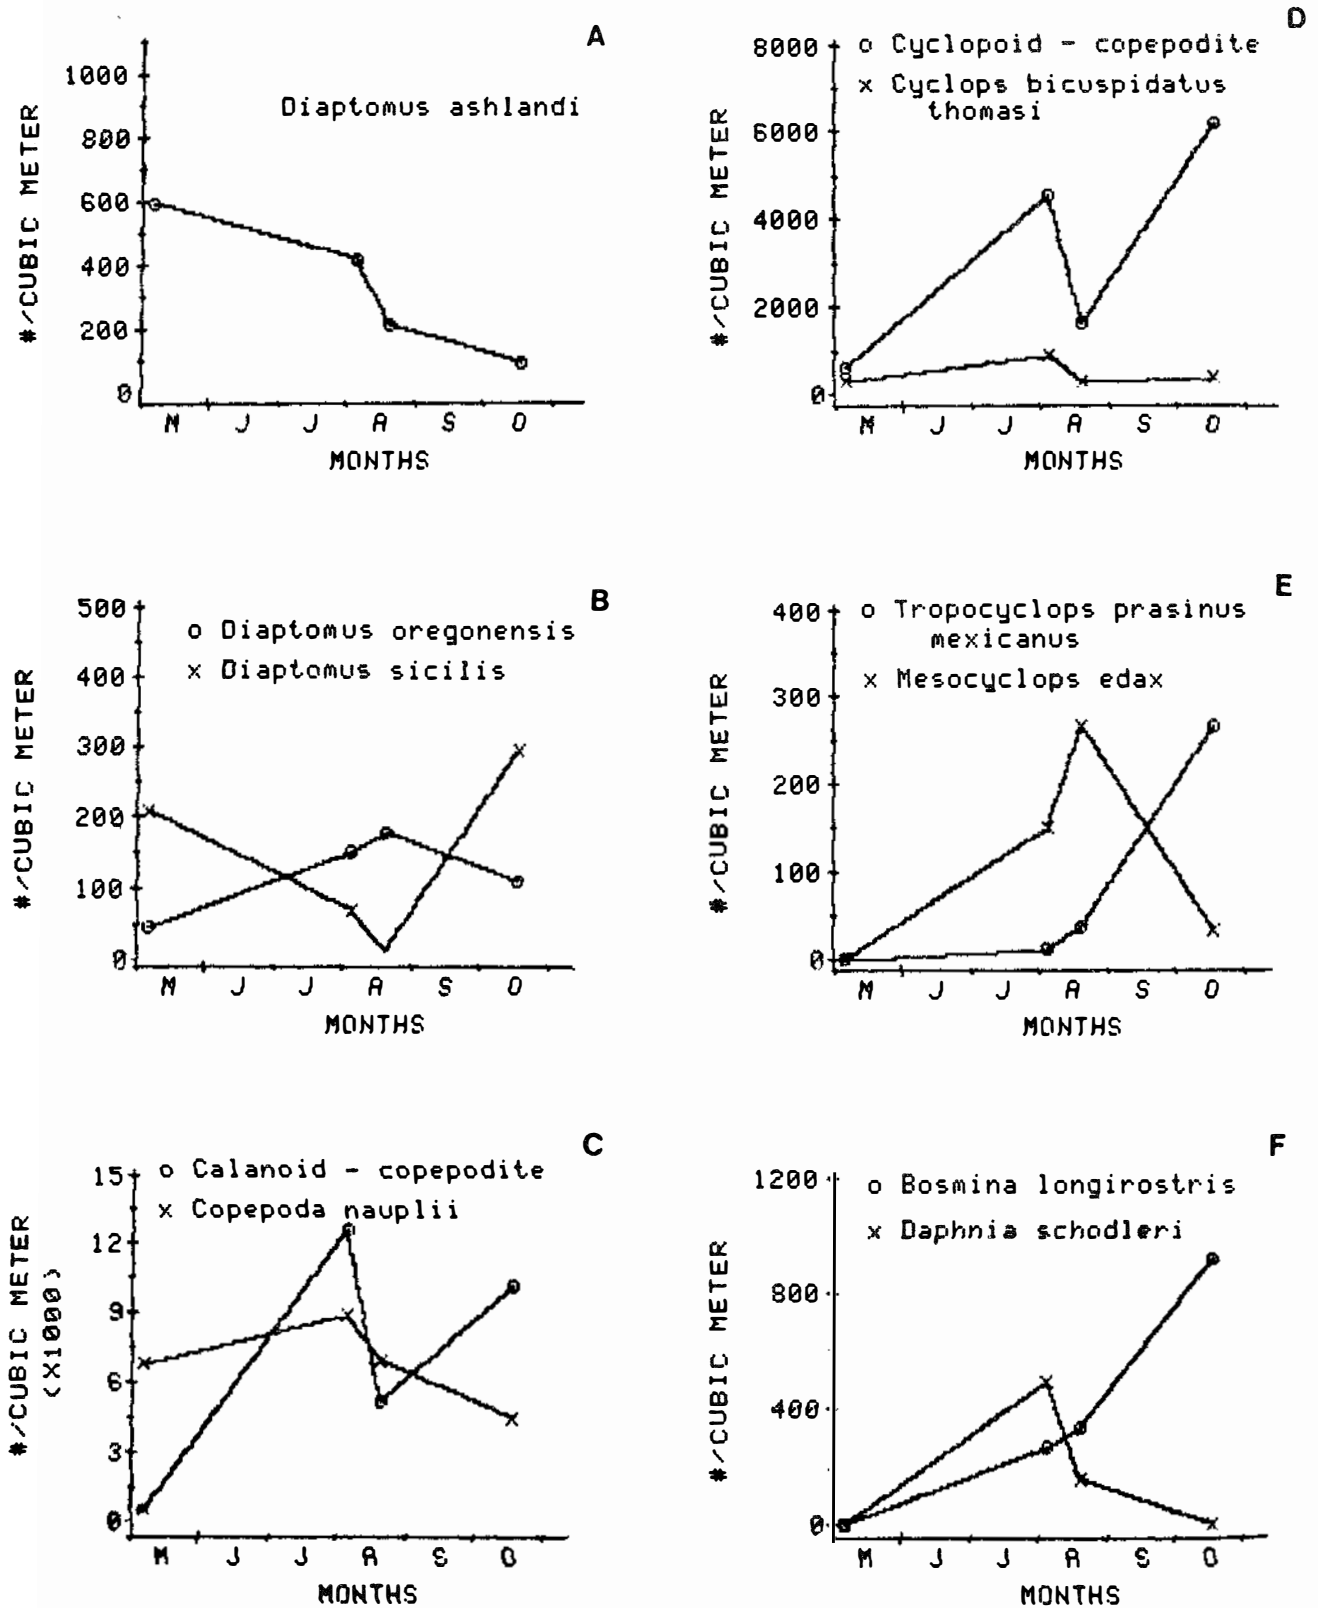 A
#/CUBIC METER
1000
800
600
400
200
0
Diaptomus ashlandi
M J J A S O
MONTHS
B
#/CUBIC METER
500
400
300
200
100
0
o Diaptomus oregonensis
x Diaptomus sicilis
M J J A S O
MONTHS
C
#/CUBIC METER
(X1000)
15
12
9
6
3
0
o Calanoid - copepodite
x Copepoda nauplii
M J J A S O
MONTHS
D
#/CUBIC METER
8000
6000
4000
2000
0
o Cyclopoid - copepodite
x Cyclops bicuspidatus
thomasi
M J J A S O
MONTHS
E
#/CUBIC METER
400
300
200
100
0
o Tropocyclops prasinus
mexicanus
x Mesocyclops edax
M J J A S O
MONTHS
F
#/CUBIC METER
1200
800
400
0
o Bosmina longirostris
x Daphnia schodleri
M J J A S O
MONTHS